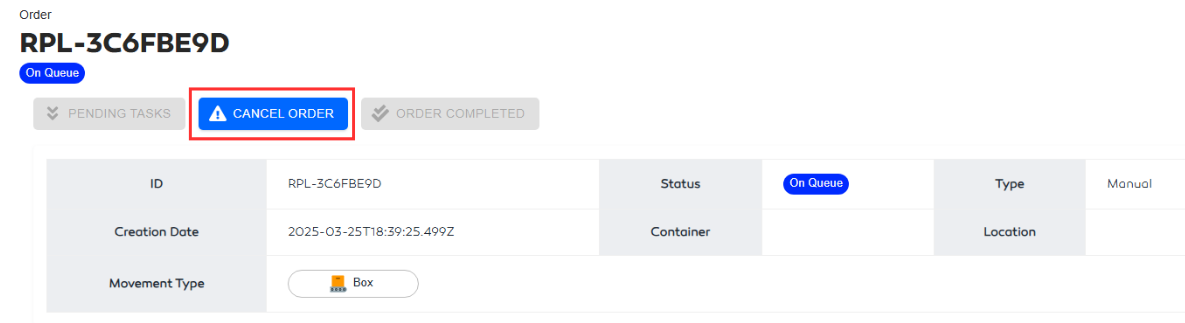 Order
RPL-3C6FBE9D
On Queue
PENDING TASKS CANCEL ORDER ORDER COMPLETED
ID RPL-3C6FBE9D Status On Queue Type Manual
Creation Date 2025-03-25T18:39:25.499Z Container Location
Movement Type Box